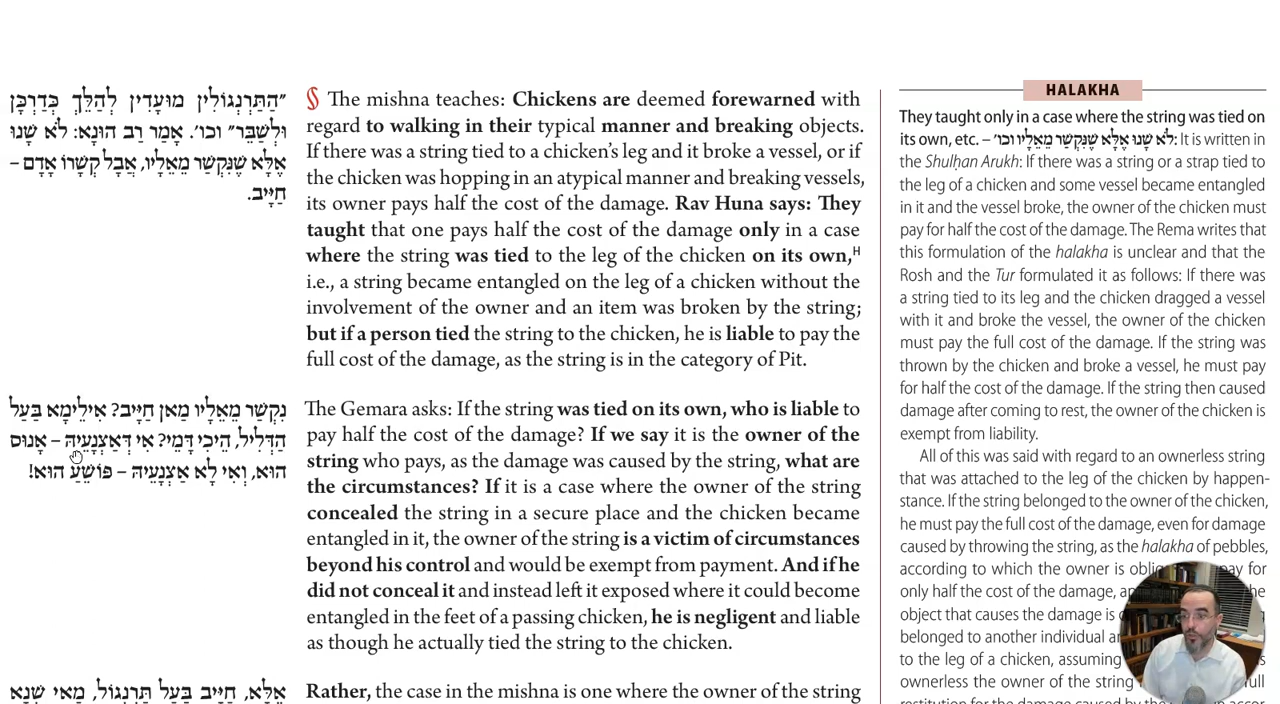 ״הַתַּרְנְגוֹלִין מוּעָדִין לְהַלֵּךְ כְּדַרְכָּן
וּלְשַׁבֵּר״ וכו׳. אָמַר רַב הוּנָא: לֹא שָׁנוּ
אֶלָּא שֶׁנִּקְשַׁר מֵאֵלָיו, אֲבָל קְשָׁרוֹ אָדָם –
חַיָּיב.
§ The mishna teaches: Chickens are deemed forewarned with
regard to walking in their typical manner and breaking objects.
If there was a string tied to a chicken's leg and it broke a vessel, or if
the chicken was hopping in an atypical manner and breaking vessels,
its owner pays half the cost of the damage. Rav Huna says: They
taught that one pays half the cost of the damage only in a case
where the string was tied to the leg of the chicken on its own,H
i.e., a string became entangled on the leg of a chicken without the
involvement of the owner and an item was broken by the string;
but if a person tied the string to the chicken, he is liable to pay the
full cost of the damage, as the string is in the category of Pit.
נִקְשַׁר מֵאֵלָיו מַאן חַיָּיב? אִילֵּימָא בַּעַל
הַדְּלִיל, הֵיכִי דָּמֵי? אִי דְּאַצְנְעֵיהּ – אָנוּס
הוּא, וְאִי לָא אַצְנְעֵיהּ – פּוֹשֵׁעַ הוּא!
The Gemara asks: If the string was tied on its own, who is liable to
pay half the cost of the damage? If we say it is the owner of the
string who pays, as the damage was caused by the string, what are
the circumstances? If it is a case where the owner of the string
concealed the string in a secure place and the chicken became
entangled in it, the owner of the string is a victim of circumstances
beyond his control and would be exempt from payment. And if he
did not conceal it and instead left it exposed where it could become
entangled in the feet of a passing chicken, he is negligent and liable
as though he actually tied the string to the chicken.
אֶלָּא, חַיָּיב בַּעַל תַּרְנְגוֹל, מַאי שְׁנָא
Rather, the case in the mishna is one where the owner of the string
HALAKHA
They taught only in a case where the string was tied on
its own, etc. – לֹא שָׁנוּ אֶלָּא שֶׁנִּקְשַׁר מֵאֵלָיו וכו׳: It is written in
the Shulḥan Arukh: If there was a string or a strap tied to
the leg of a chicken and some vessel became entangled
in it and the vessel broke, the owner of the chicken must
pay for half the cost of the damage. The Rema writes that
this formulation of the halakha is unclear and that the
Rosh and the Tur formulated it as follows: If there was
a string tied to its leg and the chicken dragged a vessel
with it and broke the vessel, the owner of the chicken
must pay the full cost of the damage. If the string was
thrown by the chicken and broke a vessel, he must pay
for half the cost of the damage. If the string then caused
damage after coming to rest, the owner of the chicken is
exempt from liability.
All of this was said with regard to an ownerless string
that was attached to the leg of the chicken by happen-
stance. If the string belonged to the owner of the chicken,
he must pay the full cost of the damage, even for damage
caused by throwing the string, as the halakha of pebbles,
according to which the owner is pay for
only half the cost of the damage,
object that causes the damage is
belonged to another individual
to the leg of a chicken, assuming
ownerless the owner of the string full
restitution for the damage caused by the